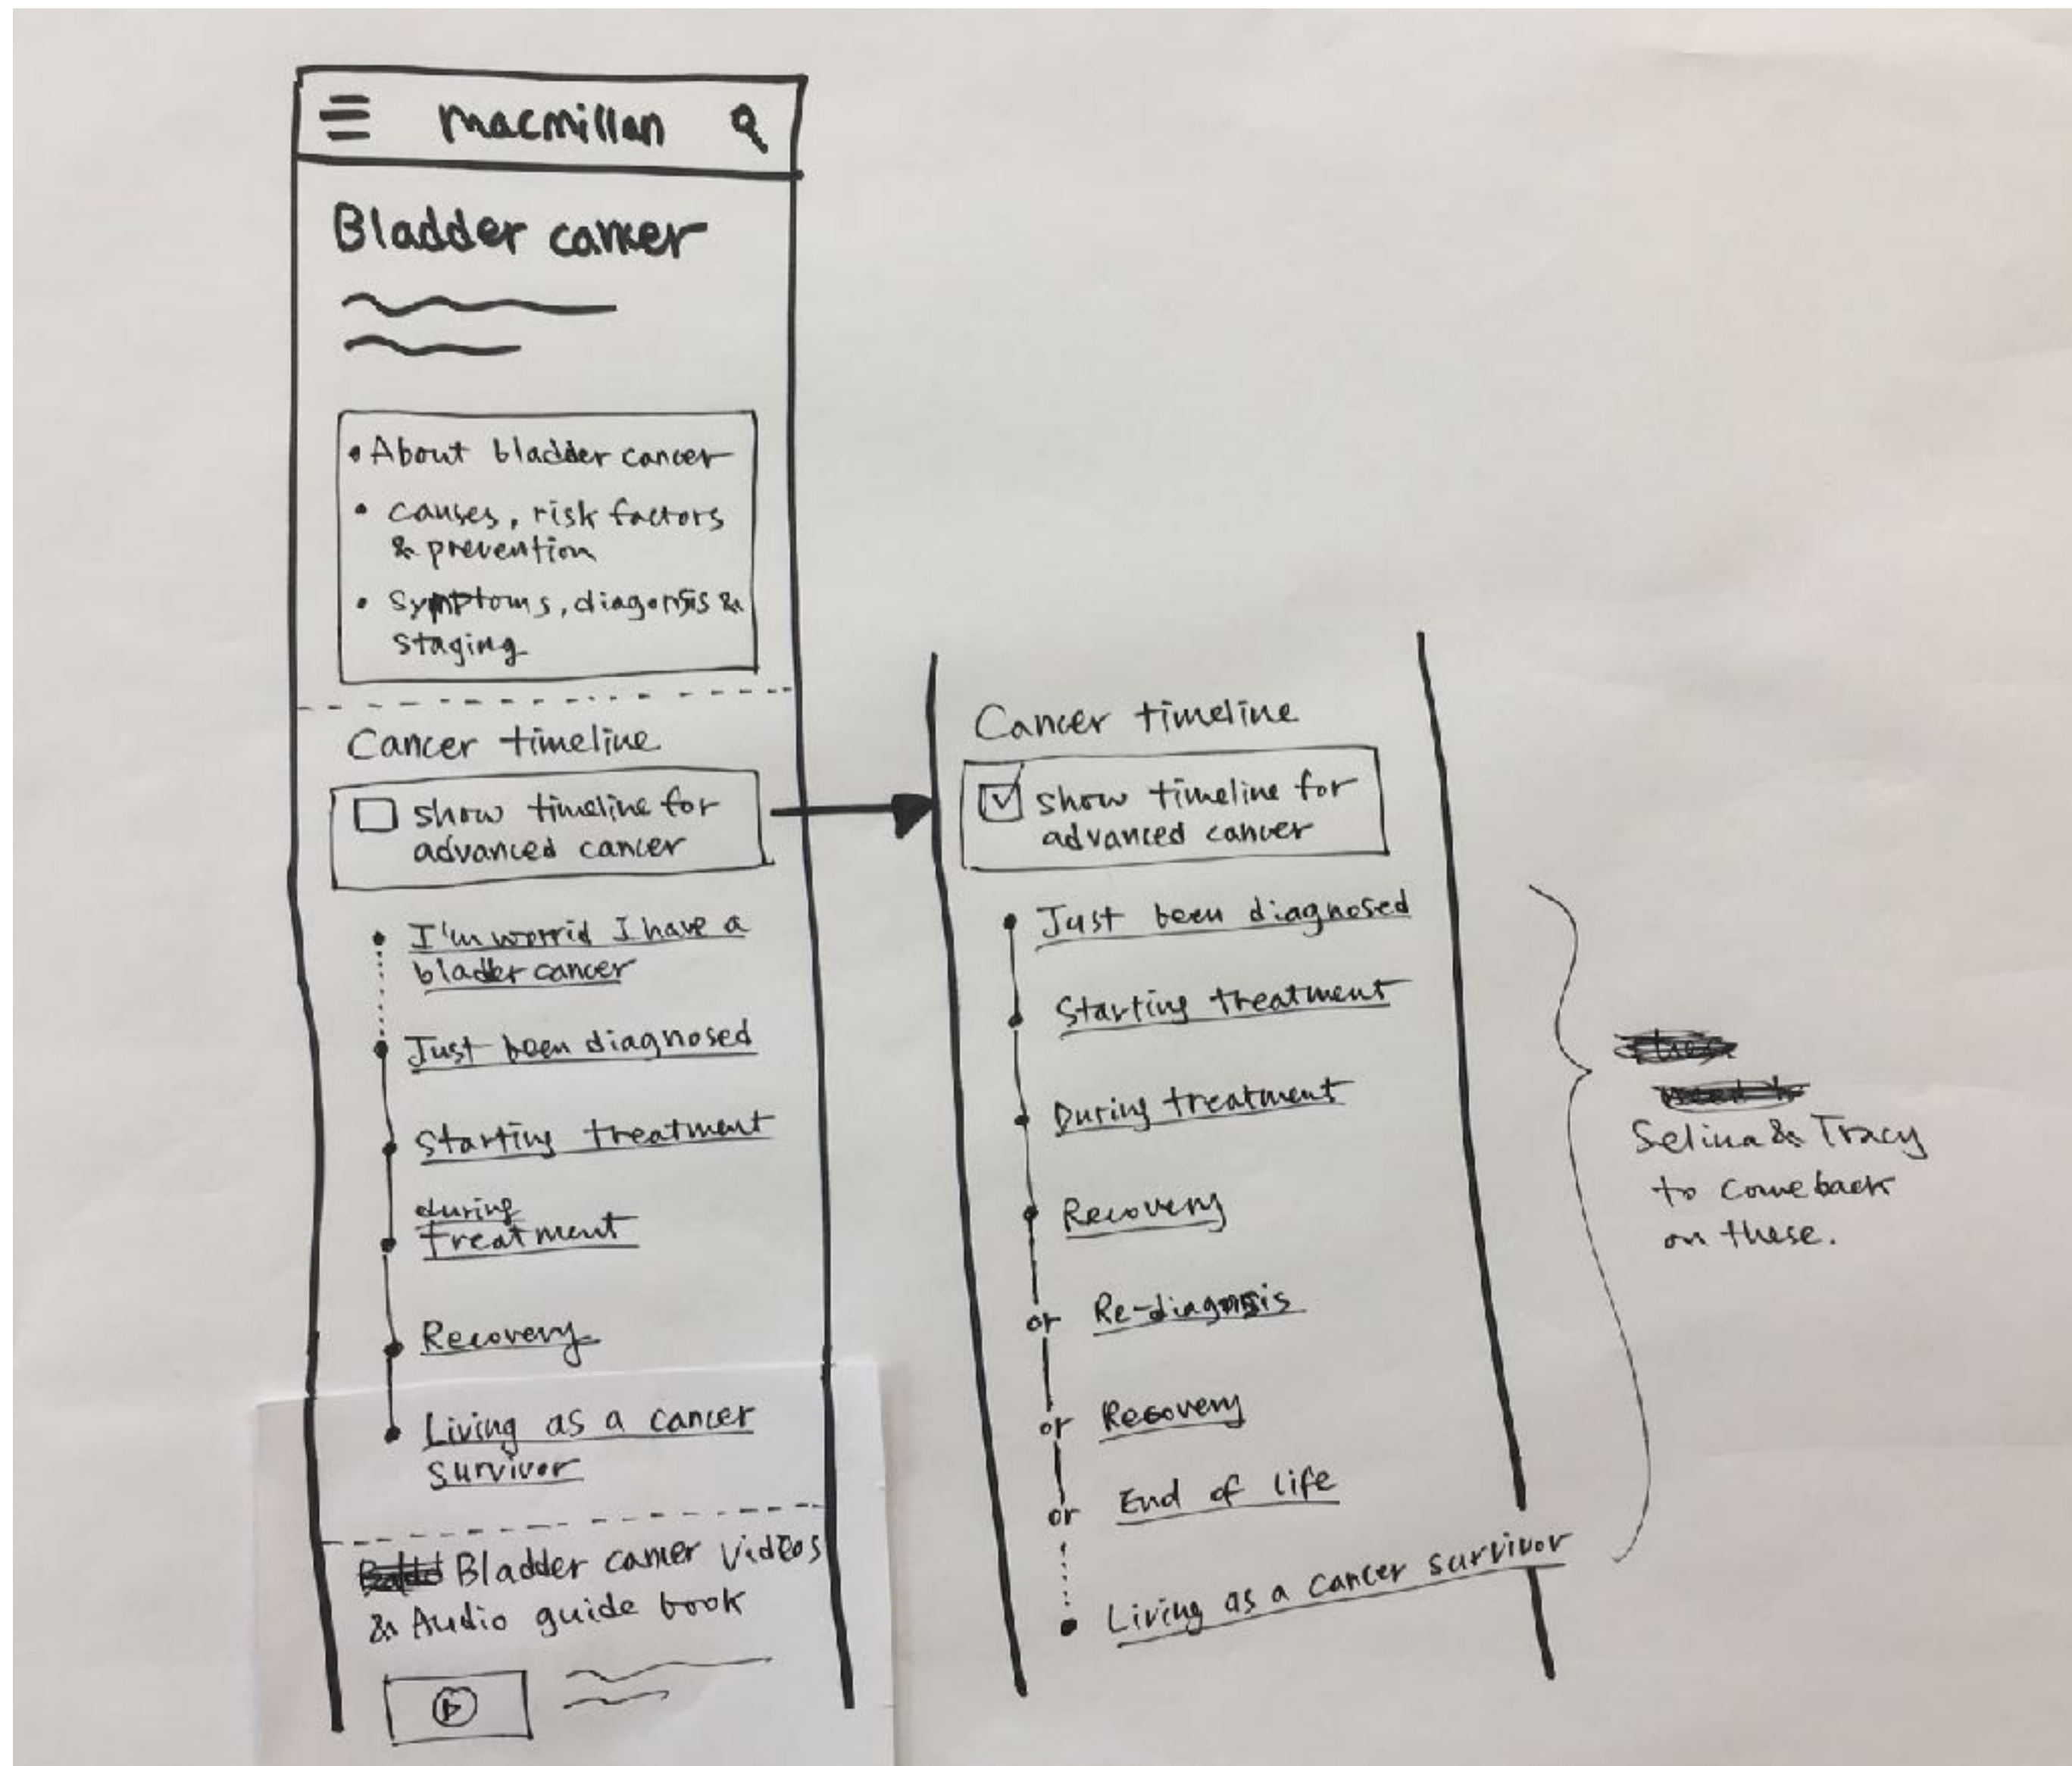 macmillan
Bladder cancer
• About bladder cancer
• causes, risk factors
& prevention
• Symptoms, diagonsis &
staging
Cancer timeline
show timeline for
advanced cancer
I'm worrid I have a
bladder cancer
Just been diagnosed
Starting treatment
during
treatment
Recovery
Living as a cancer
survivor
Bladder cancer videos
& Audio guide book
Cancer timeline
show timeline for
advanced cancer
Just been diagnosed
Starting treatment
During treatment
Recovery
or Re-diagnosis
or Recovery
or End of life
Living as a cancer survivor
Selina & Tracy
to come back
on these.